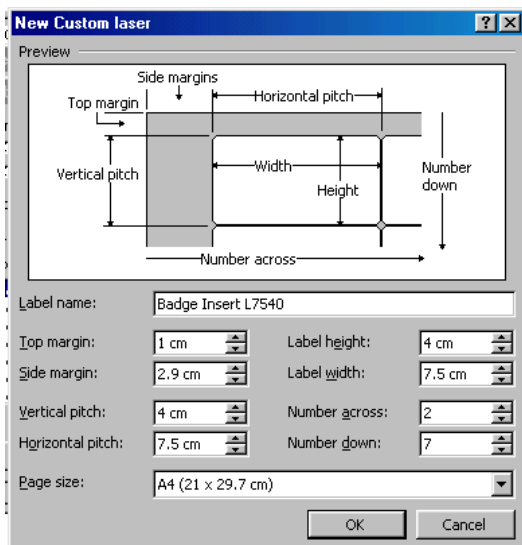 New Custom laser
Preview
Side margins
Top margin
Horizontal pitch
Vertical pitch
Width
Height
Number
down
Number across
Label name: Badge Insert L7540
Top margin: 1 cm Label height: 4 cm
Side margin: 2.9 cm Label width: 7.5 cm
Vertical pitch: 4 cm Number across: 2
Horizontal pitch: 7.5 cm Number down: 7
Page size: A4 (21 x 29.7 cm)
OK Cancel